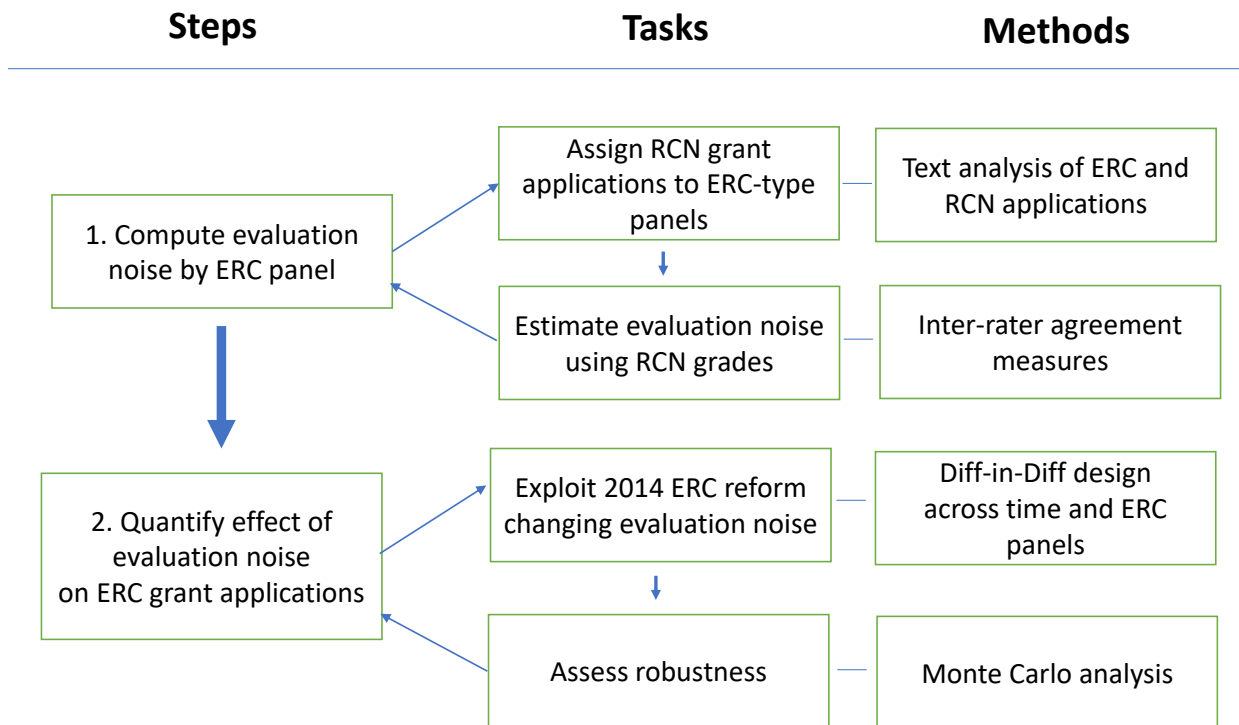 Steps
Tasks
Methods
1. Compute evaluation
noise by ERC panel
Assign RCN grant
applications to ERC-type
panels
Text analysis of ERC and
RCN applications
Estimate evaluation noise
using RCN grades
Inter-rater agreement
measures
2. Quantify effect of
evaluation noise
on ERC grant applications
Exploit 2014 ERC reform
changing evaluation noise
Diff-in-Diff design
across time and ERC
panels
Assess robustness
Monte Carlo analysis